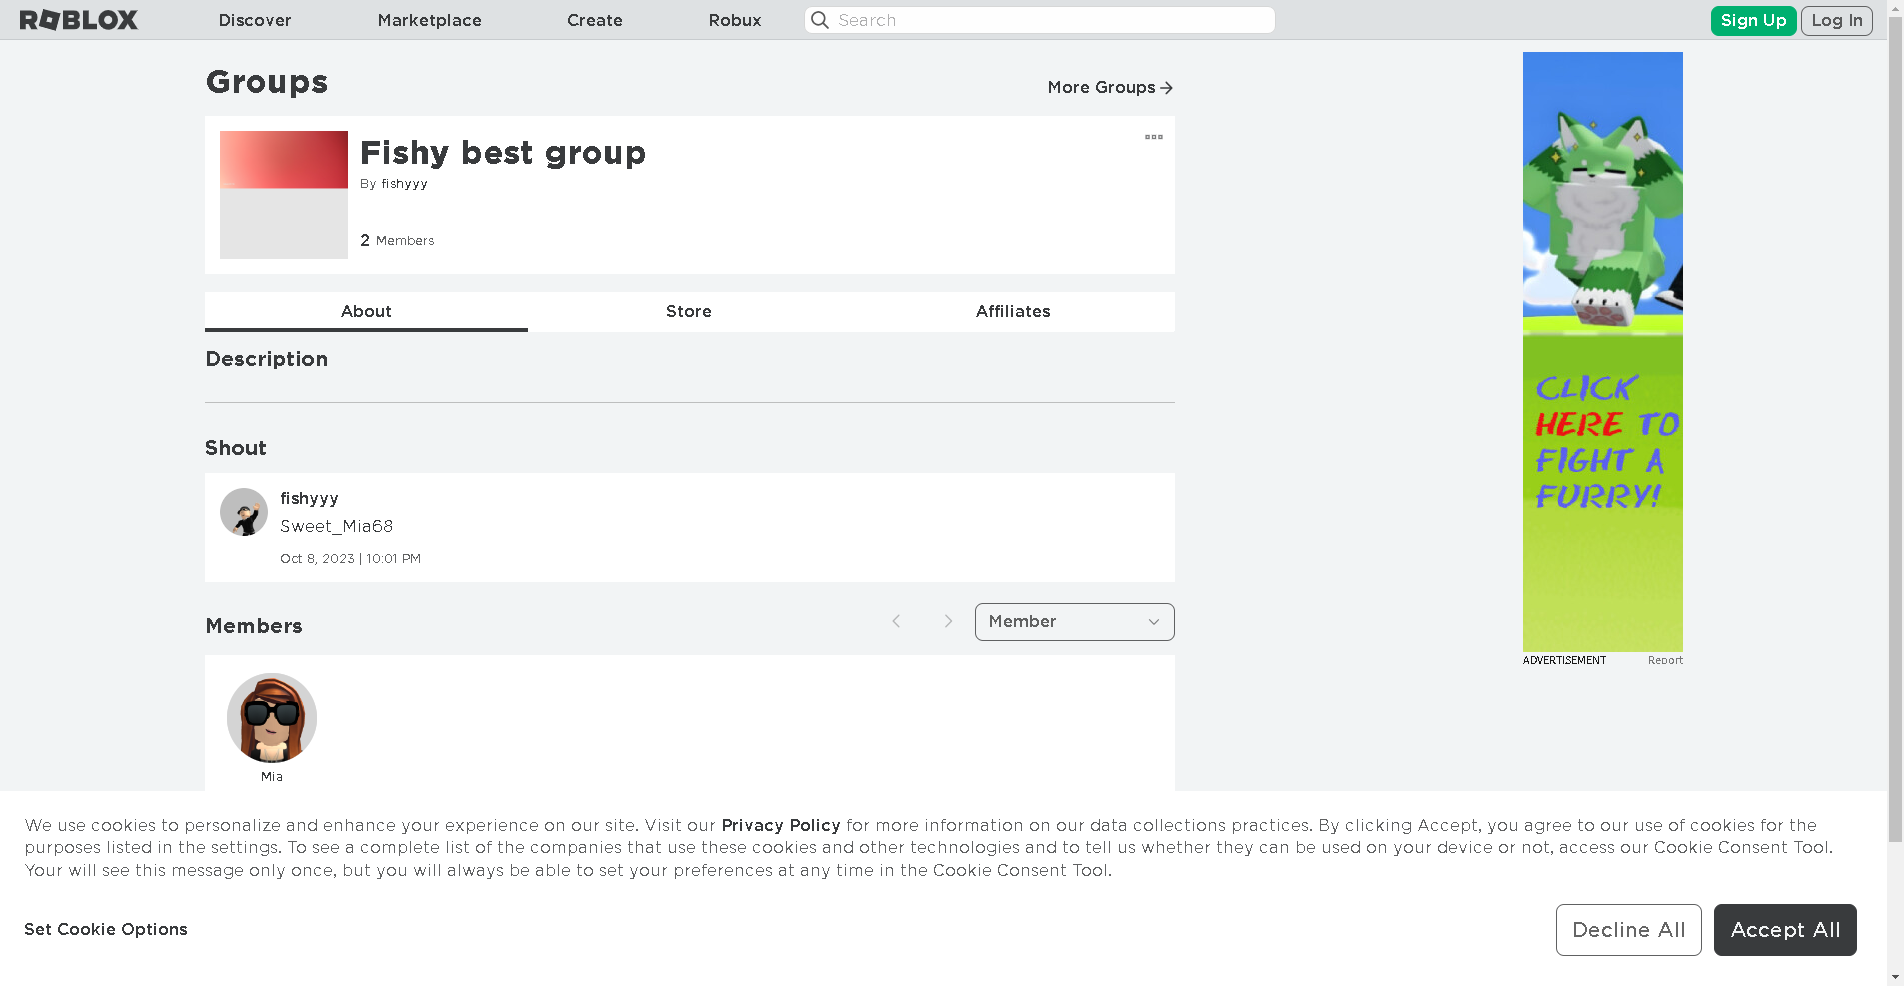 ROBLOX
Discover
Marketplace
Create
Robux
Search
Sign Up
Log In
Groups
More Groups
Fishy best group
By fishyyy
2 Members
About
Store
Affiliates
Description
Shout
fishyyy
Sweet_Mia68
Oct 8, 2023 | 10:01 PM
Members
Member
Mia
CLICK
HERE TO
FIGHT A
FURRY!
ADVERTISEMENT
Report
We use cookies to personalize and enhance your experience on our site. Visit our Privacy Policy for more information on our data collections practices. By clicking Accept, you agree to our use of cookies for the
purposes listed in the settings. To see a complete list of the companies that use these cookies and other technologies and to tell us whether they can be used on your device or not, access our Cookie Consent Tool.
Your will see this message only once, but you will always be able to set your preferences at any time in the Cookie Consent Tool.
Set Cookie Options
Decline All
Accept All